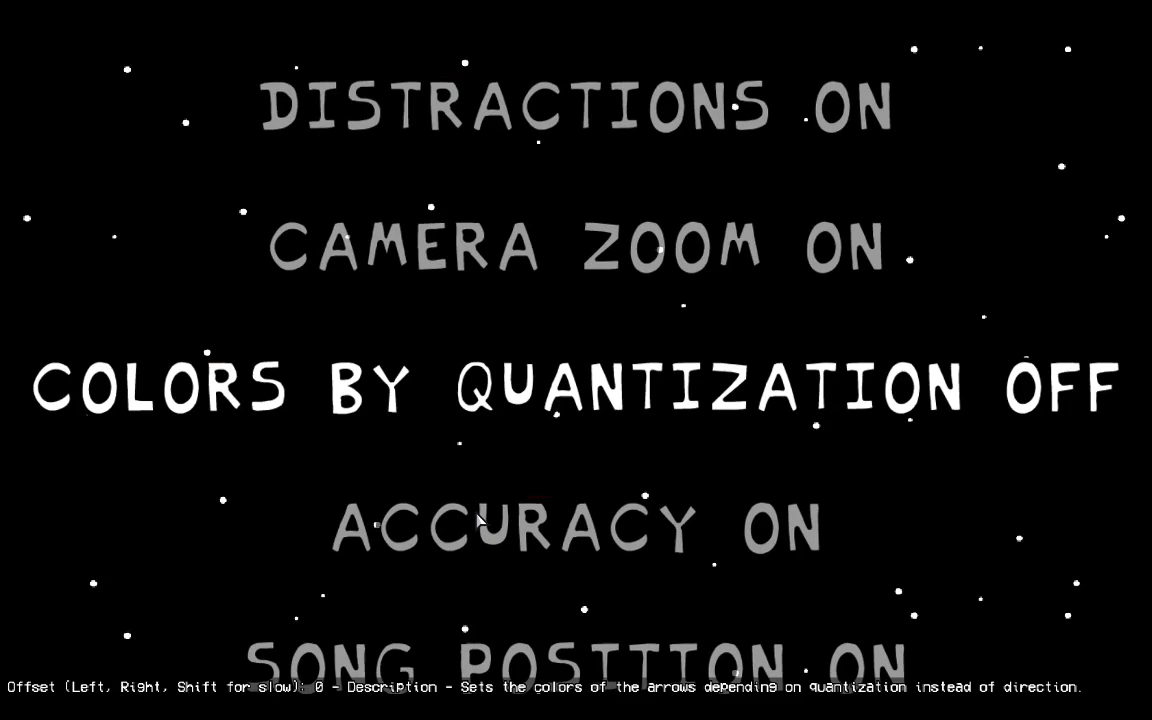 DISTRACTIONS ON
CAMERA ZOOM ON
COLORS BY QUANTIZATION OFF
ACCURACY ON
SONG POSITION ON
Offset (Left, Right, Shift for slow): 0 - Description - Sets the colors of the arrows depending on quantization instead of direction.